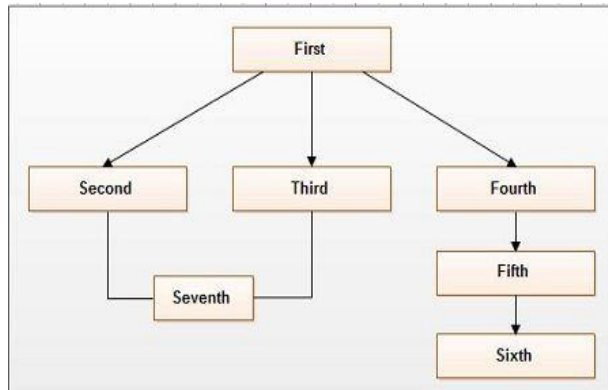 First
Second
Third
Fourth
Fifth
Seventh
Sixth